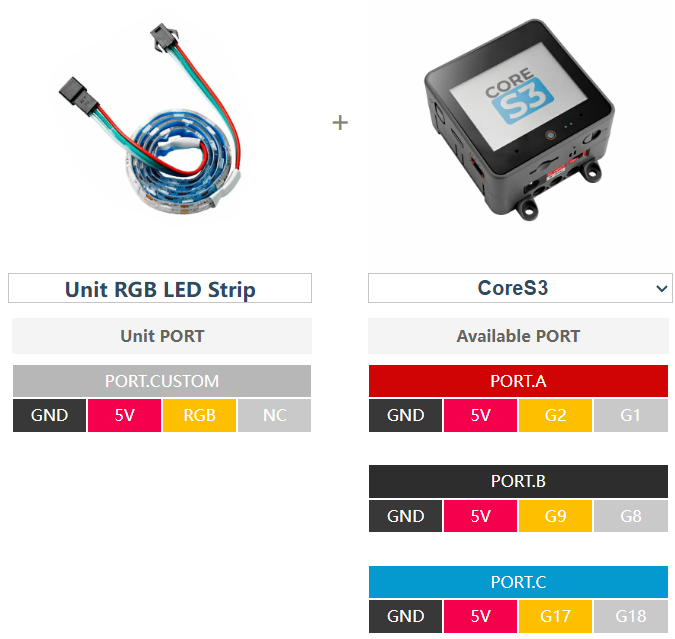 CORE
S3
+
Unit RGB LED Strip
CoreS3
Unit PORT
Available PORT
PORT.CUSTOM
GND 5V RGB NC
PORT.A
GND 5V G2 G1
PORT.B
GND 5V G9 G8
PORT.C
GND 5V G17 G18